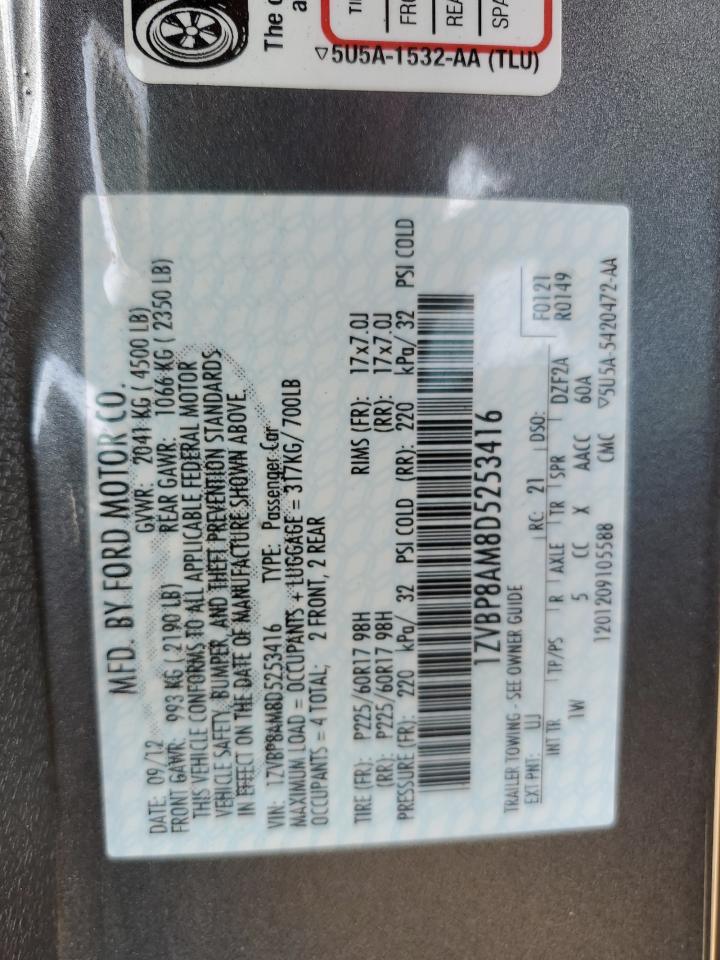 The
a
TI
FR
REA
SPA
▽5U5A-1532-AA (TLU)
MFD. BY FORD MOTOR CO.
DATE: 09/12 GVWR: 2041 KG ( 4500 LB)
FRONT GAWR: 993 KG ( 2190 LB) REAR GAWR: 1066 KG ( 2350 LB)
THIS VEHICLE CONFORMS TO ALL APPLICABLE FEDERAL MOTOR
VEHICLE SAFETY, BUMPER, AND THEFT PREVENTION STANDARDS
IN EFFECT ON THE DATE OF MANUFACTURE SHOWN ABOVE.
VIN: 1ZVBP8AM8D5253416 TYPE: Passenger Car
MAXIMUM LOAD = OCCUPANTS + LUGGAGE = 317KG/ 700LB
OCCUPANTS = 4 TOTAL; 2 FRONT, 2 REAR
TIRE (FR): P225/60R17 98H RIMS (FR): 17x7.0J
(RR): P225/60R17 98H (RR): 17x7.0J
PRESSURE (FR): 220 kPa/ 32 PSI COLD (RR): 220 kPa/ 32 PSI COLD
1ZVBP8AM8D5253416
TRAILER TOWING - SEE OWNER GUIDE
EXT PNT: UJ RC: 21 DSO: F0121
R0149
INT TR TP/PS R AXLE TR SPR DZF2A
1W 5 CC X AACC 60A
1201209105588 CMC ▽5U5A-5420472-AA